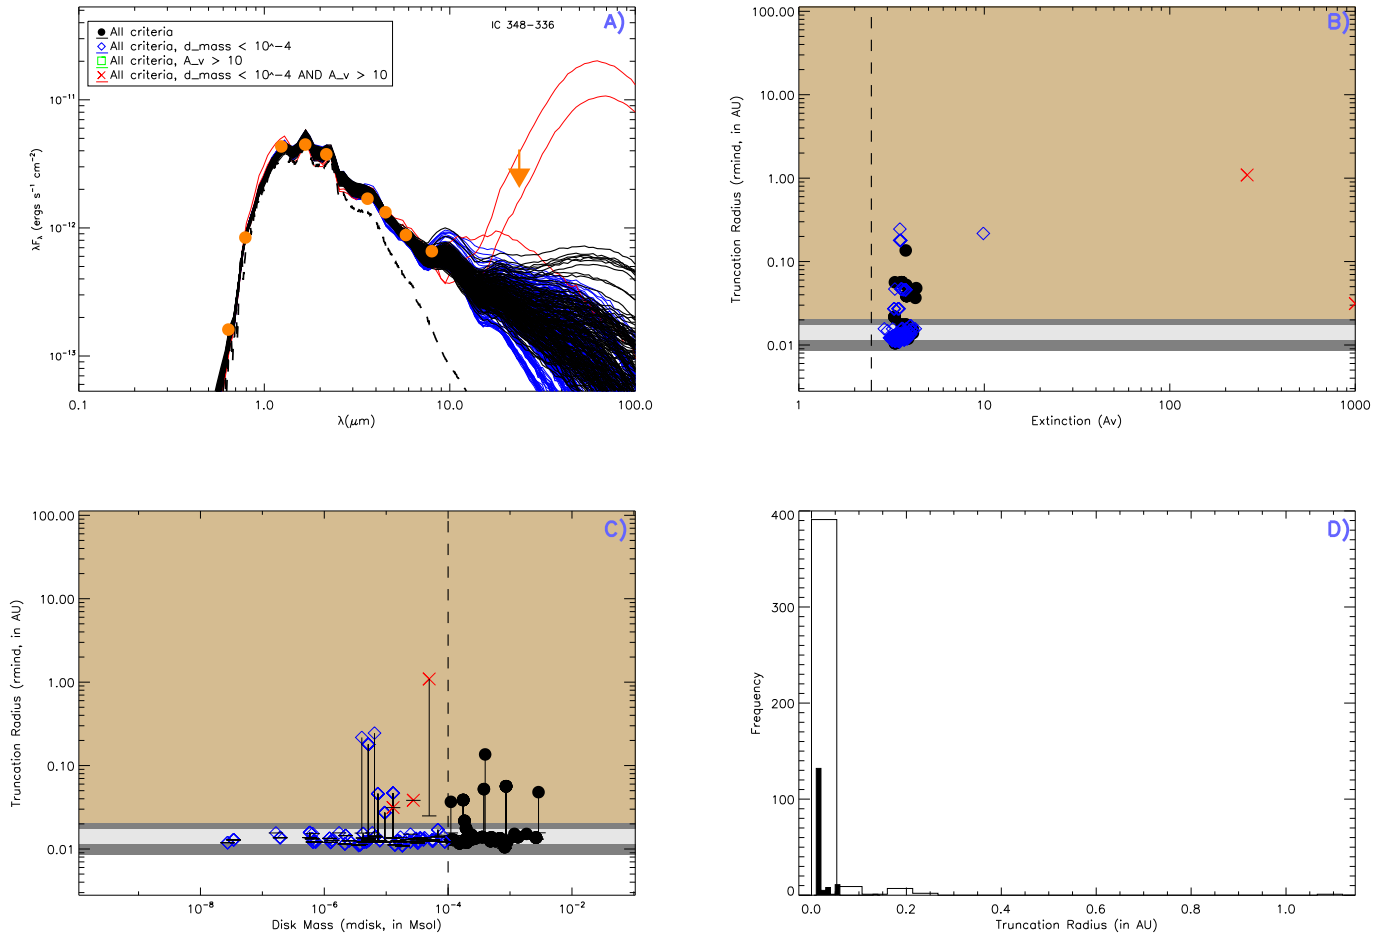 A)
IC 348-336
All criteria
All criteria, d_mass < 10^-4
All criteria, A_v > 10
All criteria, d_mass < 10^-4 AND A_v > 10
10⁻¹¹
10⁻¹²
10⁻¹³
λFλ (ergs s⁻¹ cm⁻²)
0.1 1.0 10.0 100.0
λ(μm)
B)
100.00
10.00
1.00
0.10
0.01
Truncation Radius (rmind, in AU)
1 10 100 1000
Extinction (Av)
C)
100.00
10.00
1.00
0.10
0.01
Truncation Radius (rmind, in AU)
10⁻⁸ 10⁻⁶ 10⁻⁴ 10⁻²
Disk Mass (mdisk, in Msol)
D)
400
300
200
100
0
Frequency
0.0 0.2 0.4 0.6 0.8 1.0
Truncation Radius (in AU)